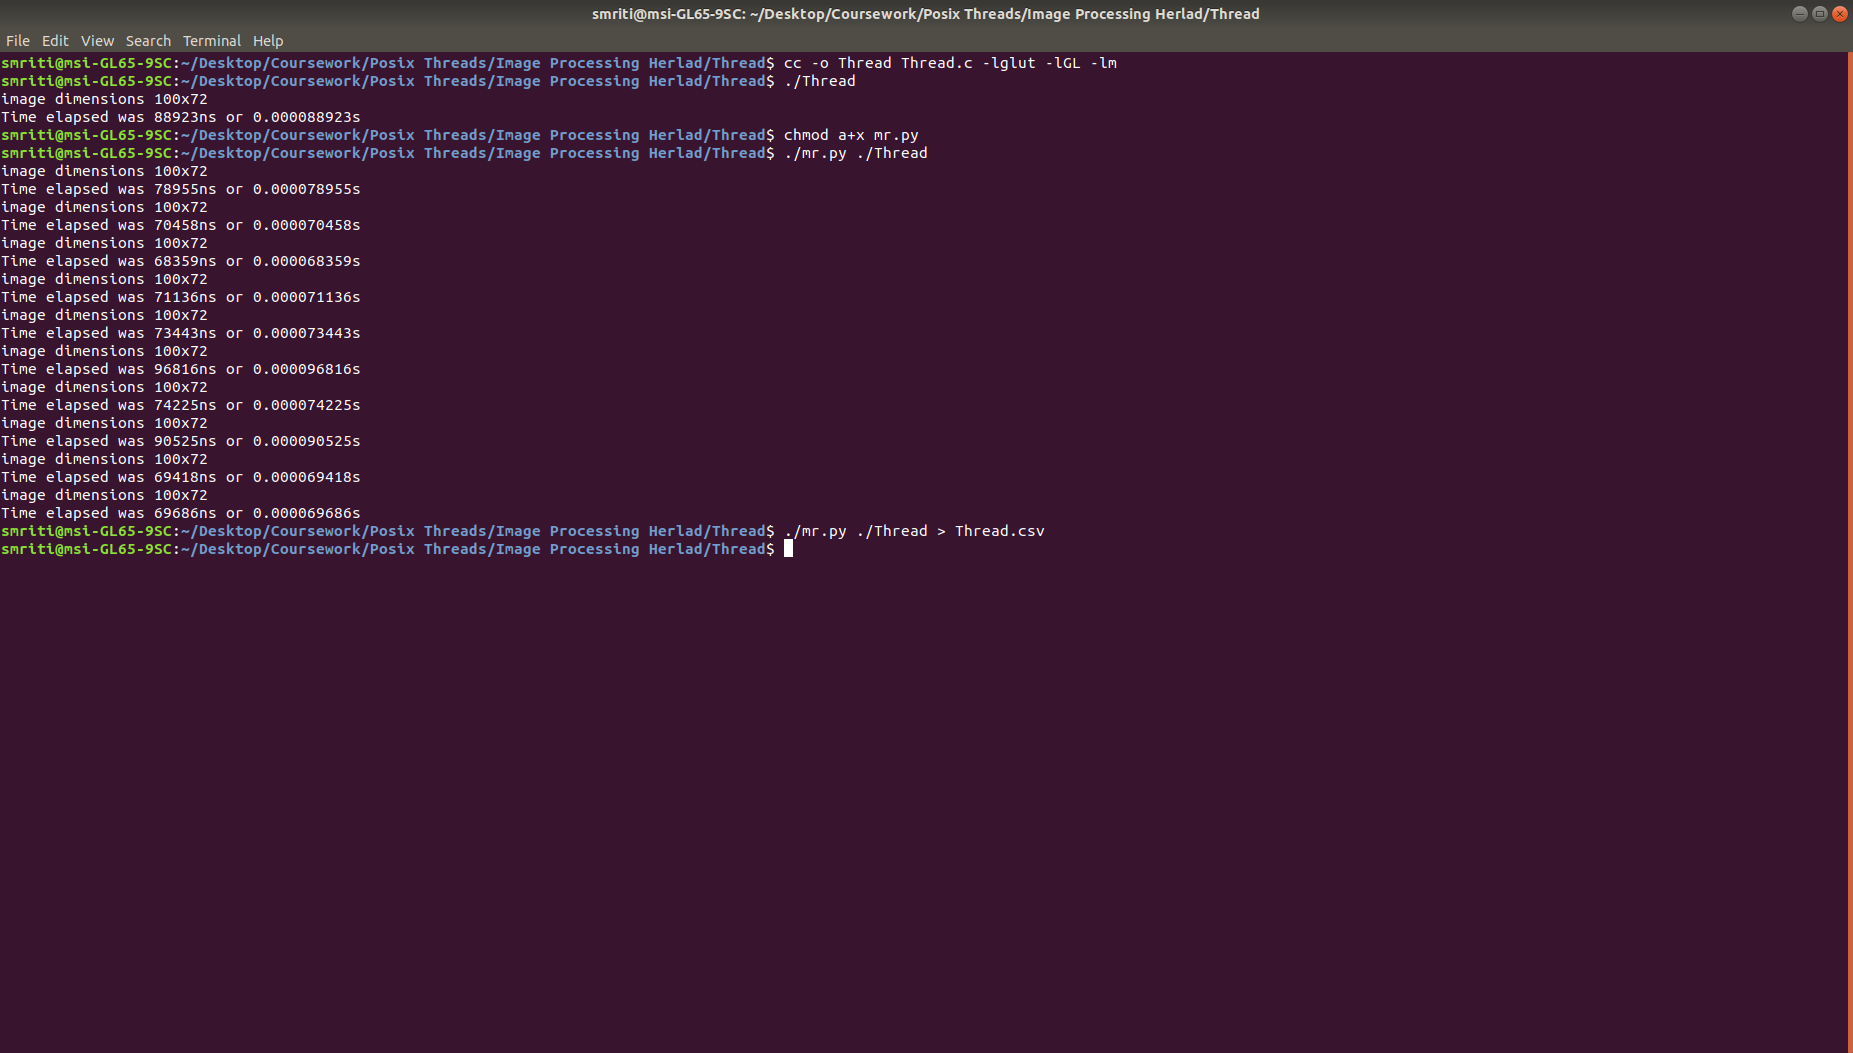 smriti@msi-GL65-9SC: ~/Desktop/Coursework/Posix Threads/Image Processing Herlad/Thread
File Edit View Search Terminal Help
smriti@msi-GL65-9SC:~/Desktop/Coursework/Posix Threads/Image Processing Herlad/Thread$ cc -o Thread Thread.c -lglut -lGL -lm
smriti@msi-GL65-9SC:~/Desktop/Coursework/Posix Threads/Image Processing Herlad/Thread$ ./Thread
image dimensions 100x72
Time elapsed was 88923ns or 0.000088923s
smriti@msi-GL65-9SC:~/Desktop/Coursework/Posix Threads/Image Processing Herlad/Thread$ chmod a+x mr.py
smriti@msi-GL65-9SC:~/Desktop/Coursework/Posix Threads/Image Processing Herlad/Thread$ ./mr.py ./Thread
image dimensions 100x72
Time elapsed was 78955ns or 0.000078955s
image dimensions 100x72
Time elapsed was 70458ns or 0.000070458s
image dimensions 100x72
Time elapsed was 68359ns or 0.000068359s
image dimensions 100x72
Time elapsed was 71136ns or 0.000071136s
image dimensions 100x72
Time elapsed was 73443ns or 0.000073443s
image dimensions 100x72
Time elapsed was 96816ns or 0.000096816s
image dimensions 100x72
Time elapsed was 74225ns or 0.000074225s
image dimensions 100x72
Time elapsed was 90525ns or 0.000090525s
image dimensions 100x72
Time elapsed was 69418ns or 0.000069418s
image dimensions 100x72
Time elapsed was 69686ns or 0.000069686s
smriti@msi-GL65-9SC:~/Desktop/Coursework/Posix Threads/Image Processing Herlad/Thread$ ./mr.py ./Thread > Thread.csv
smriti@msi-GL65-9SC:~/Desktop/Coursework/Posix Threads/Image Processing Herlad/Thread$